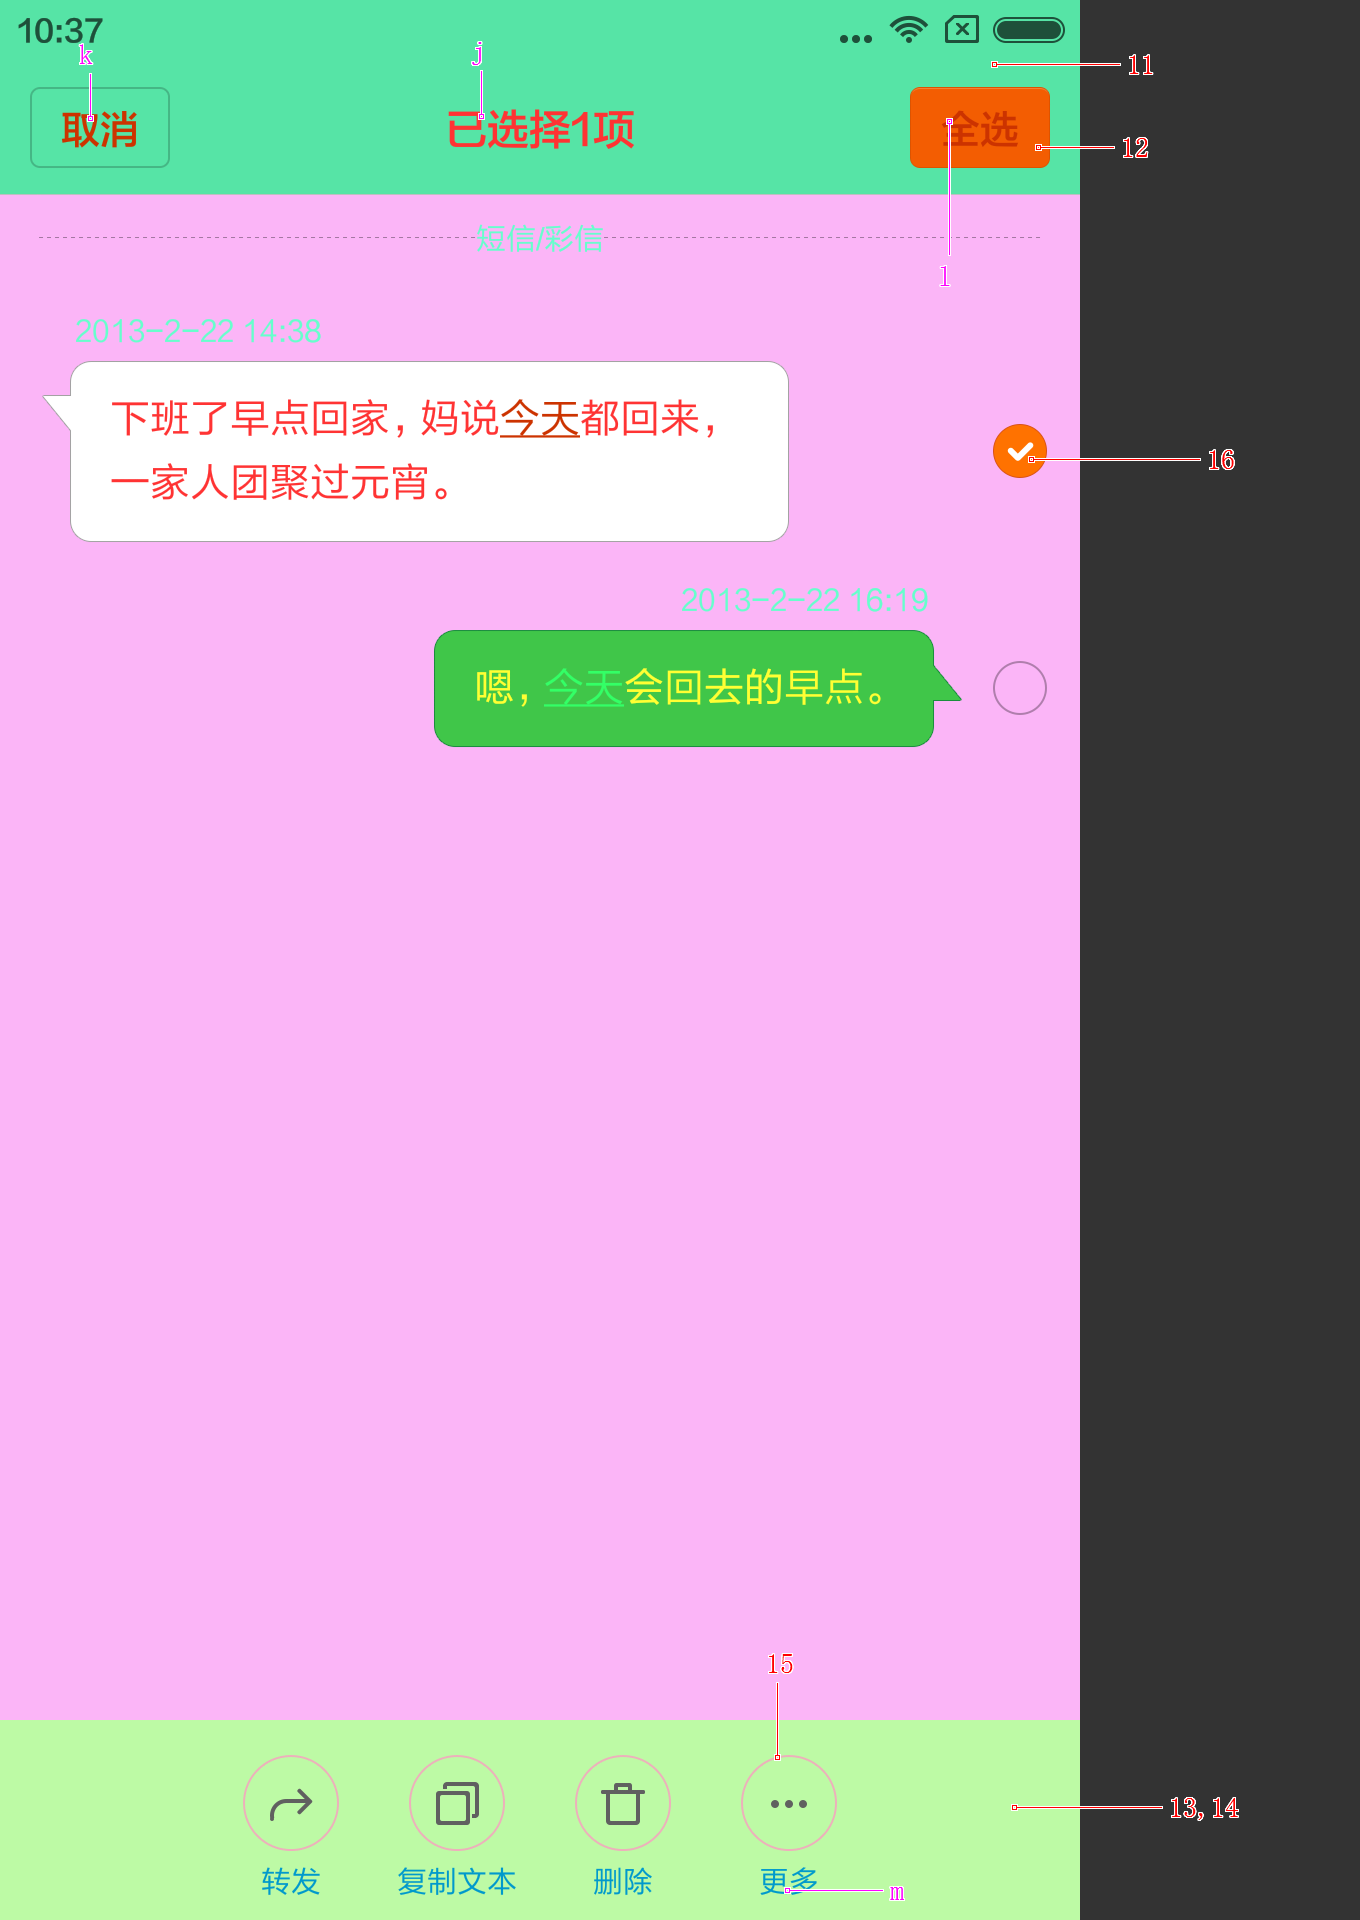 10:37
k
j
11
取消
已选择1项
全选
12
短信/彩信
l
2013-2-22 14:38
下班了早点回家，妈说今天都回来，
一家人团聚过元宵。
16
2013-2-22 16:19
嗯，今天会回去的早点。
15
13,14
转发
复制文本
删除
更多
m